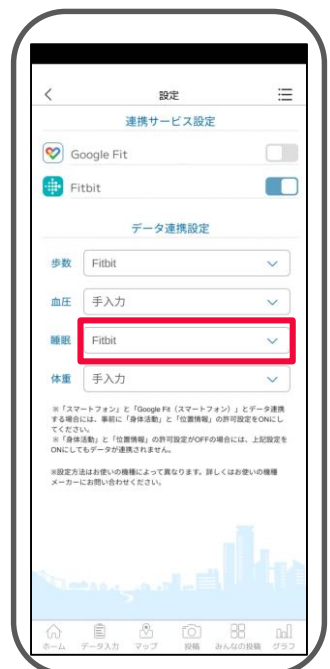 設定
連携サービス設定
Google Fit
Fitbit
データ連携設定
歩数 Fitbit
血圧 手入力
睡眠 Fitbit
体重 手入力
※「スマートフォン」と「Google Fit（スマートフォン）」とデータ連携
する場合には、事前に「身体活動」と「位置情報」の許可設定をONにし
てください。
※「身体活動」と「位置情報」の許可設定がOFFの場合には、上記設定を
ONにしてもデータが連携されません。
※設定方法はお使いの機種によって異なります。詳しくはお使いの機種
メーカーにお問い合わせください。
ホーム データ入力 マップ 投稿 みんなの投稿 グラフ